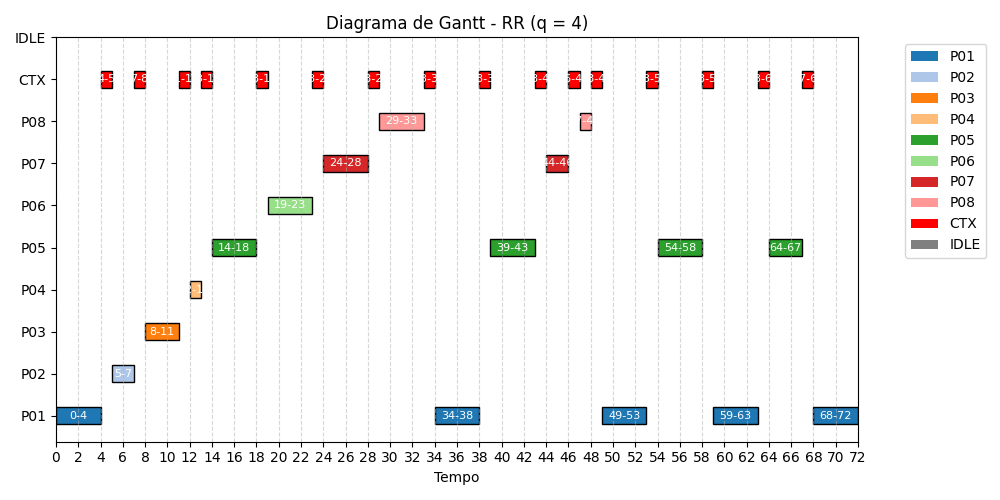 Diagrama de Gantt - RR (q = 4)
IDLE
CTX
P08 29-33
P07 24-28 44-46
P06 19-23
P05 14-18 39-43 54-58 64-67
P04
P03 8-11
P02 5-7
P01 0-4 34-38 49-53 59-63 68-72
0 2 4 6 8 10 12 14 16 18 20 22 24 26 28 30 32 34 36 38 40 42 44 46 48 50 52 54 56 58 60 62 64 66 68 70 72
Tempo
P01
P02
P03
P04
P05
P06
P07
P08
CTX
IDLE